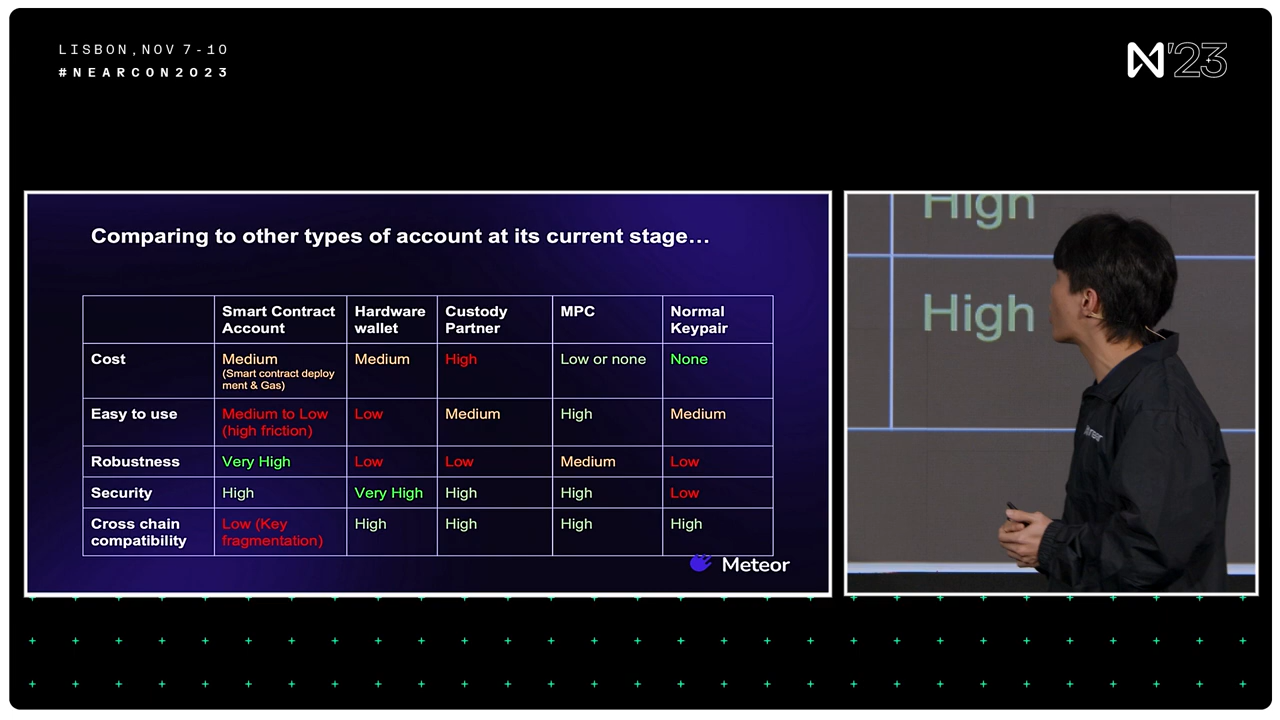 LISBON, NOV 7-10
#NEARCON2023
N'23
Comparing to other types of account at its current stage...
Smart Contract Account
Hardware wallet
Custody Partner
MPC
Normal Keypair
Cost
Medium
(Smart contract deploy
ment & Gas)
Medium
High
Low or none
None
Easy to use
Medium to Low
(high friction)
Low
Medium
High
Medium
Robustness
Very High
Low
Low
Medium
Low
Security
High
Very High
High
High
Low
Cross chain
compatibility
Low (Key
fragmentation)
High
High
High
High
Meteor
High
High